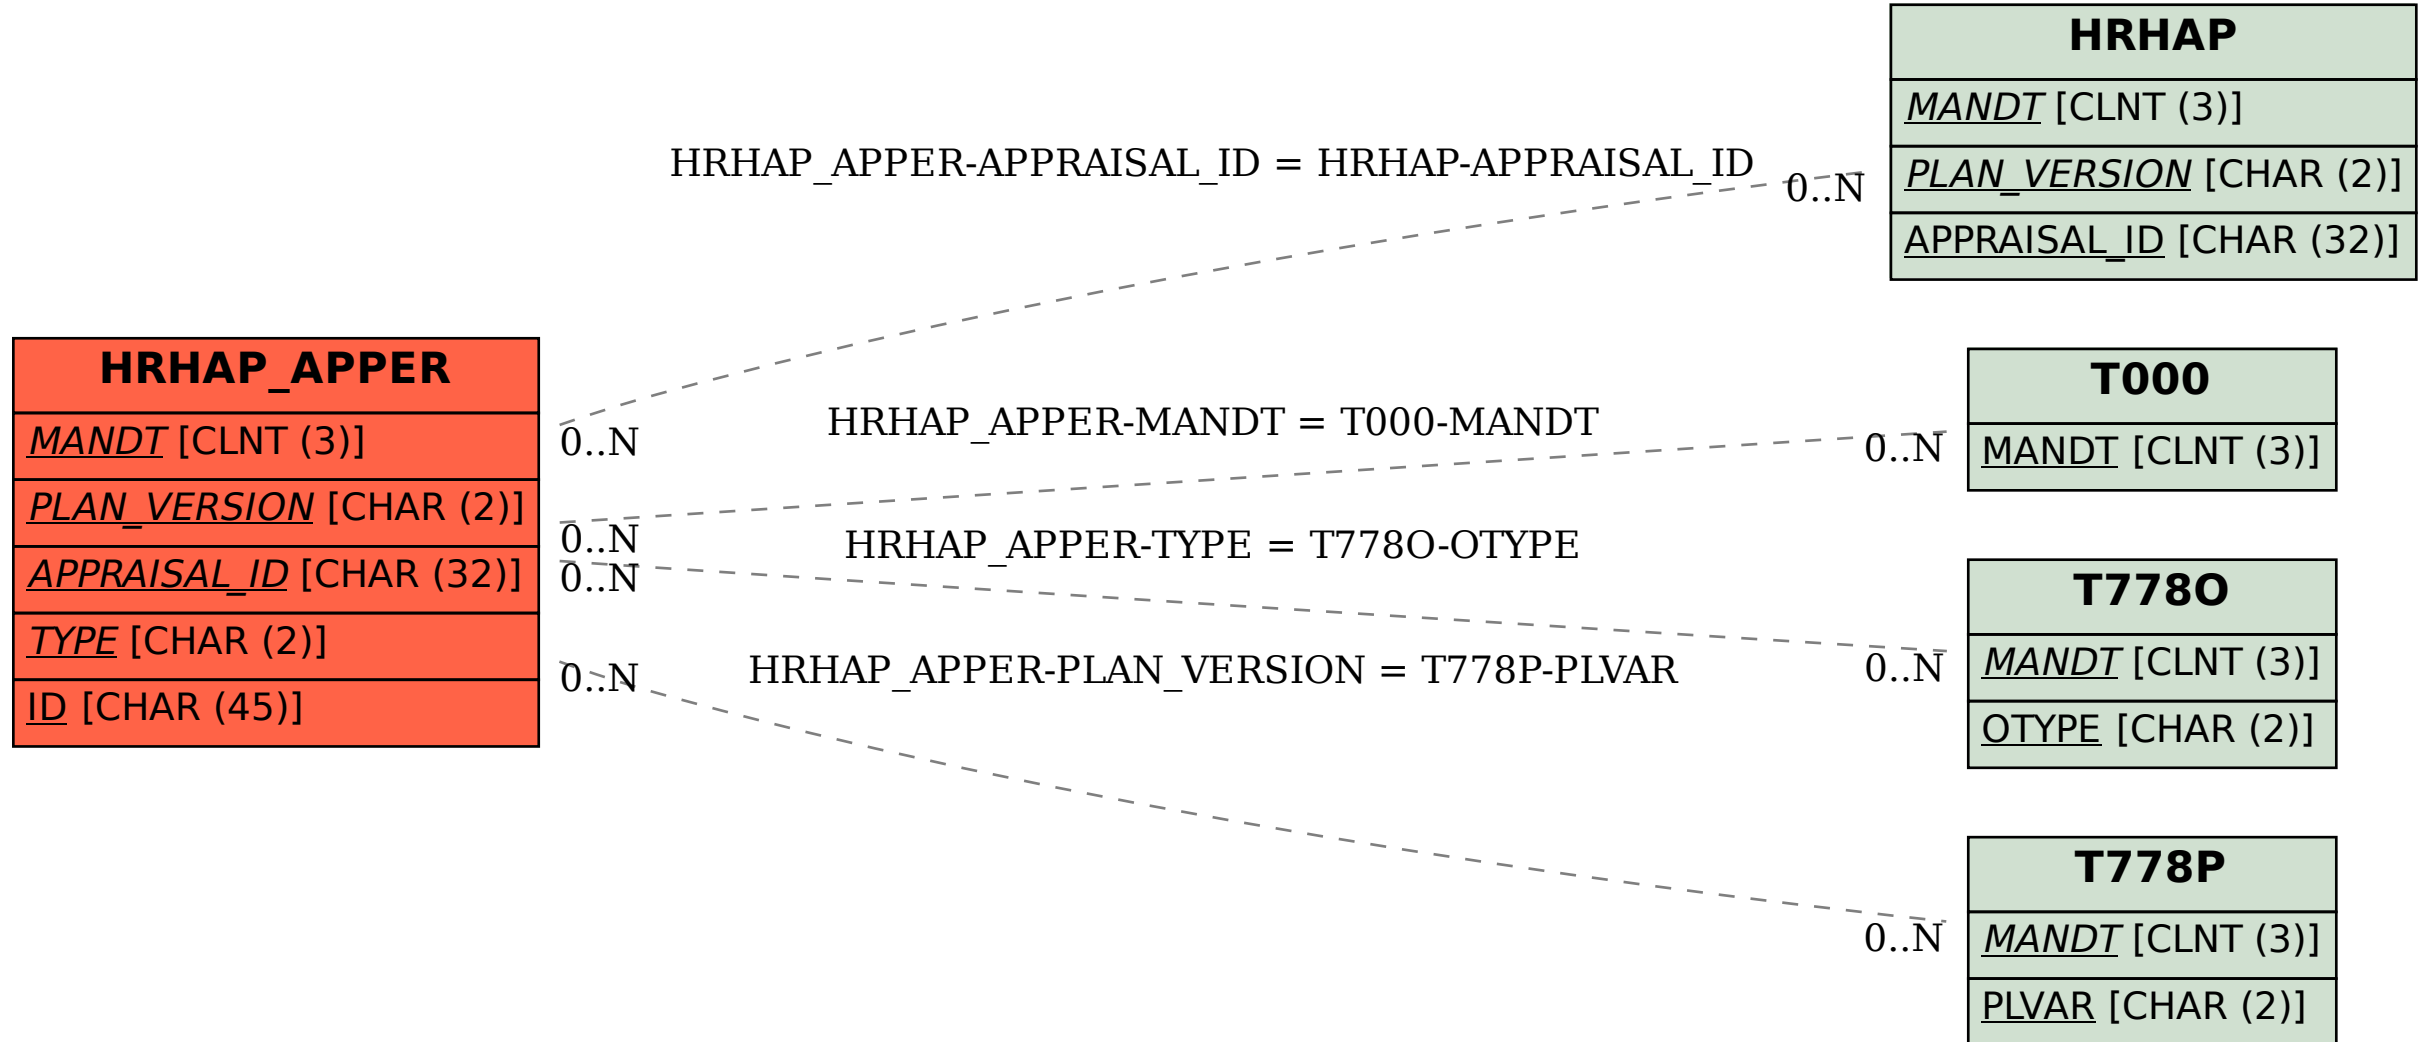 HRHAP
MANDT [CLNT (3)]
PLAN_VERSION [CHAR (2)]
APPRAISAL_ID [CHAR (32)]
HRHAP_APPER-APPRAISAL_ID = HRHAP-APPRAISAL_ID
0..N
0..N
HRHAP_APPER
MANDT [CLNT (3)]
PLAN_VERSION [CHAR (2)]
APPRAISAL_ID [CHAR (32)]
TYPE [CHAR (2)]
ID [CHAR (45)]
HRHAP_APPER-MANDT = T000-MANDT
0..N
0..N
T000
MANDT [CLNT (3)]
HRHAP_APPER-TYPE = T778O-OTYPE
0..N
0..N
T778O
MANDT [CLNT (3)]
OTYPE [CHAR (2)]
HRHAP_APPER-PLAN_VERSION = T778P-PLVAR
0..N
0..N
T778P
MANDT [CLNT (3)]
PLVAR [CHAR (2)]